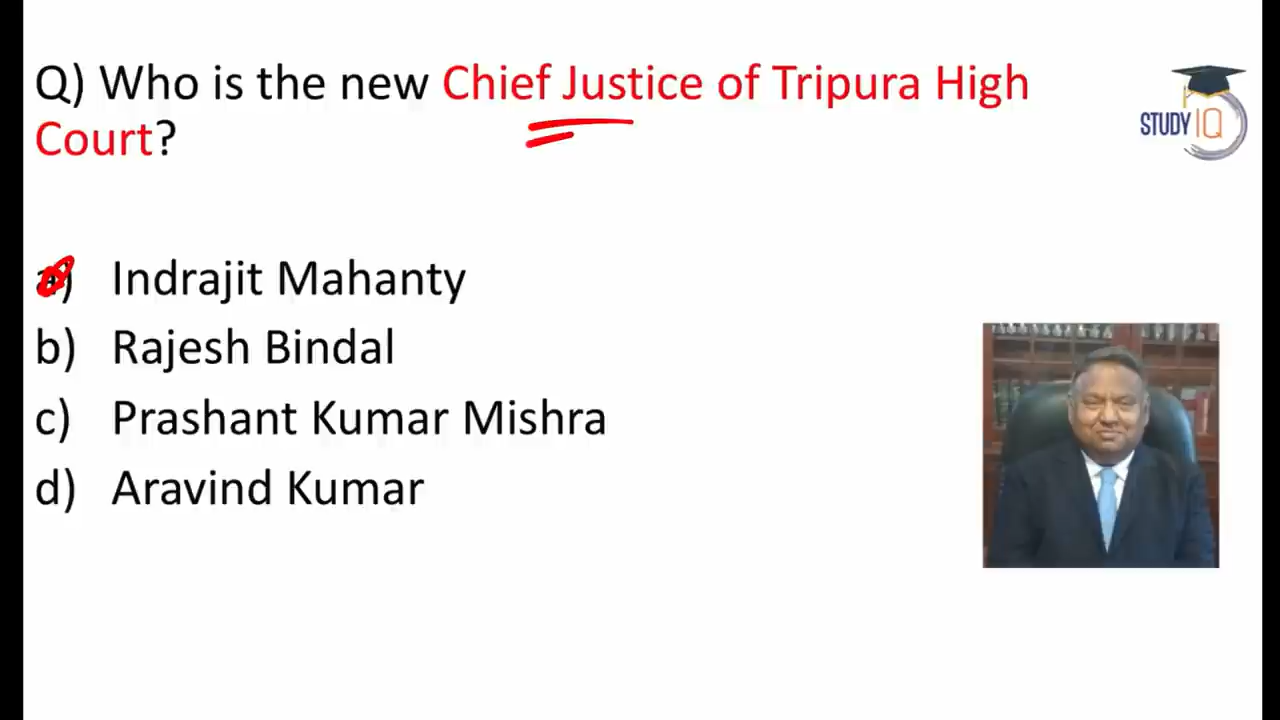 Q) Who is the new Chief Justice of Tripura High
Court?
STUDY IQ
a) Indrajit Mahanty
b) Rajesh Bindal
c) Prashant Kumar Mishra
d) Aravind Kumar